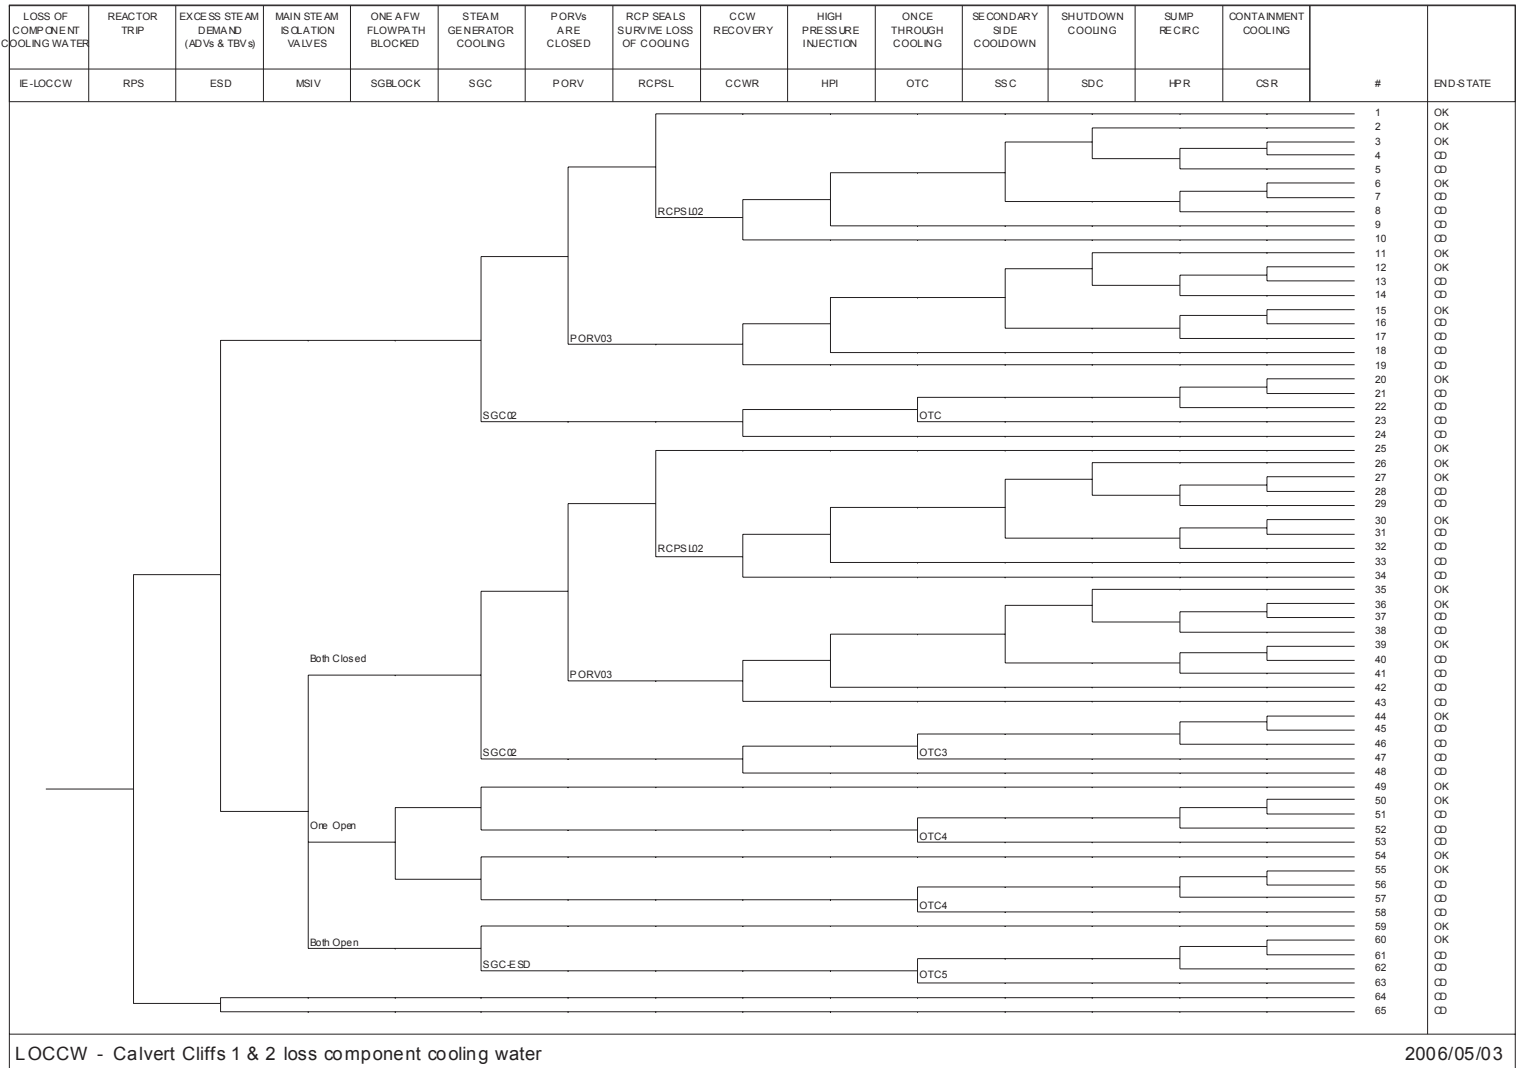 LOSS OF
COMPONENT
COOLING WATER
REACTOR
TRIP
EXCESS STEAM
DEMAND
(ADVs & TBVs)
MAIN STEAM
ISOLATION
VALVES
ONE AFW
FLOWPATH
BLOCKED
STEAM
GENERATOR
COOLING
PORVs
ARE
CLOSED
RCP SEALS
SURVIVE LOSS
OF COOLING
CCW
RECOVERY
HIGH
PRESSURE
INJECTION
ONCE
THROUGH
COOLING
SECONDARY
SIDE
COOLDOWN
SHUTDOWN
COOLING
SUMP
RECIRC
CONTAINMENT
COOLING
IE-LOCCW RPS ESD MSIV SGBLOCK SGC PORV RCPSL CCWR HPI OTC SSC SDC HPR CSR # END-STATE
1 OK
2 OK
3 OK
4 CD
5 CD
6 OK
7 CD
RCPSL02 8 CD
9 CD
10 CD
11 OK
12 OK
13 CD
14 CD
15 OK
16 CD
PORV03 17 CD
18 CD
19 CD
20 OK
21 CD
22 CD
SGC02 OTC 23 CD
24 CD
25 OK
26 OK
27 OK
28 CD
29 CD
30 OK
31 CD
RCPSL02 32 CD
33 CD
34 CD
35 OK
36 OK
37 CD
38 CD
39 OK
Both Closed 40 CD
PORV03 41 CD
42 CD
43 CD
44 OK
45 CD
46 CD
SGC02 OTC3 47 CD
48 CD
49 OK
50 OK
51 CD
One Open 52 CD
OTC4 53 CD
54 OK
55 OK
56 CD
57 CD
OTC4 58 CD
59 OK
Both Open 60 OK
61 CD
SGC-ESD 62 CD
OTC5 63 CD
64 CD
65 CD
LOCCW - Calvert Cliffs 1 & 2 loss component cooling water 2006/05/03